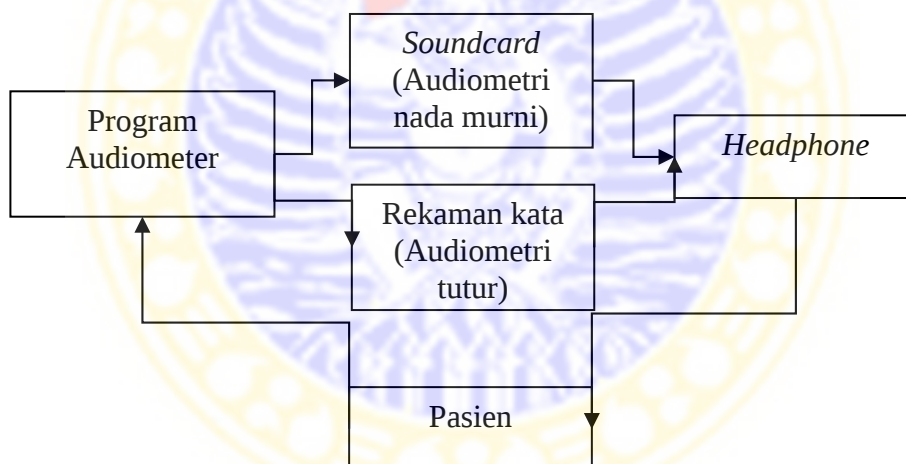 Soundcard
(Audiometri
nada murni)
Program
Audiometer
Headphone
Rekaman kata
(Audiometri
tutur)
Pasien